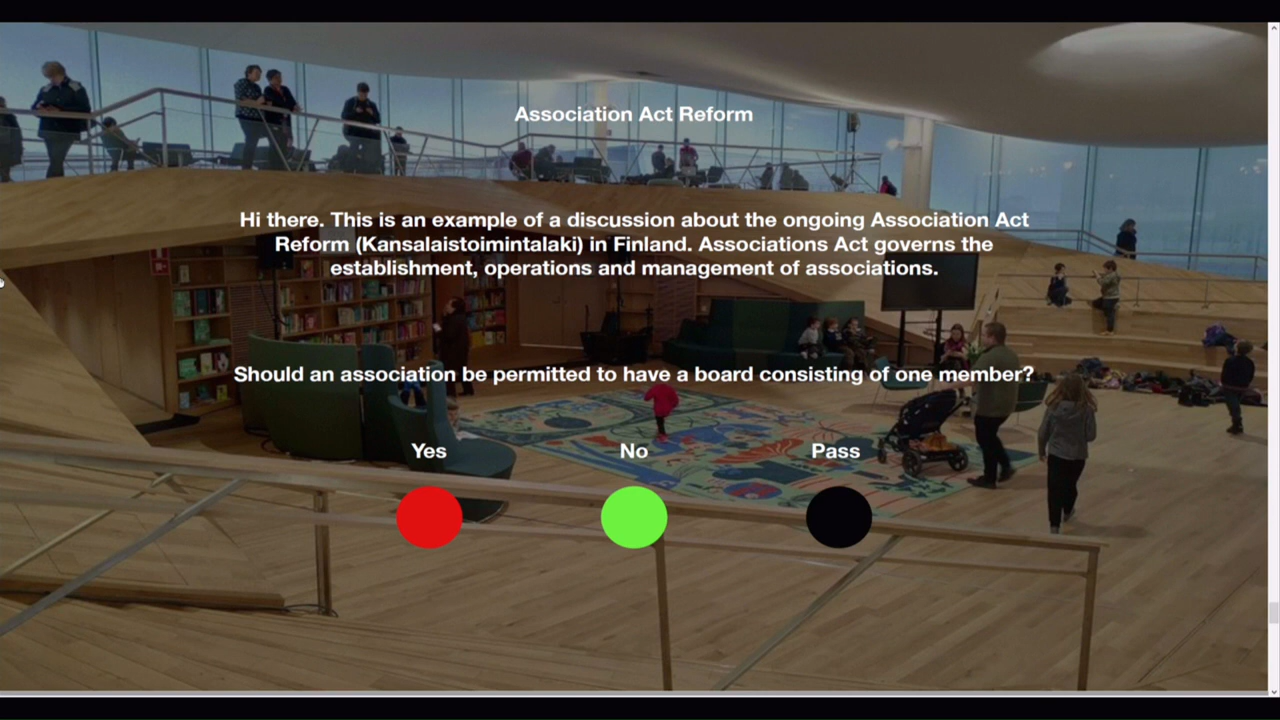 Association Act Reform
Hi there. This is an example of a discussion about the ongoing Association Act
Reform (Kansalaistoimintalaki) in Finland. Associations Act governs the
establishment, operations and management of associations.
Should an association be permitted to have a board consisting of one member?
Yes No Pass